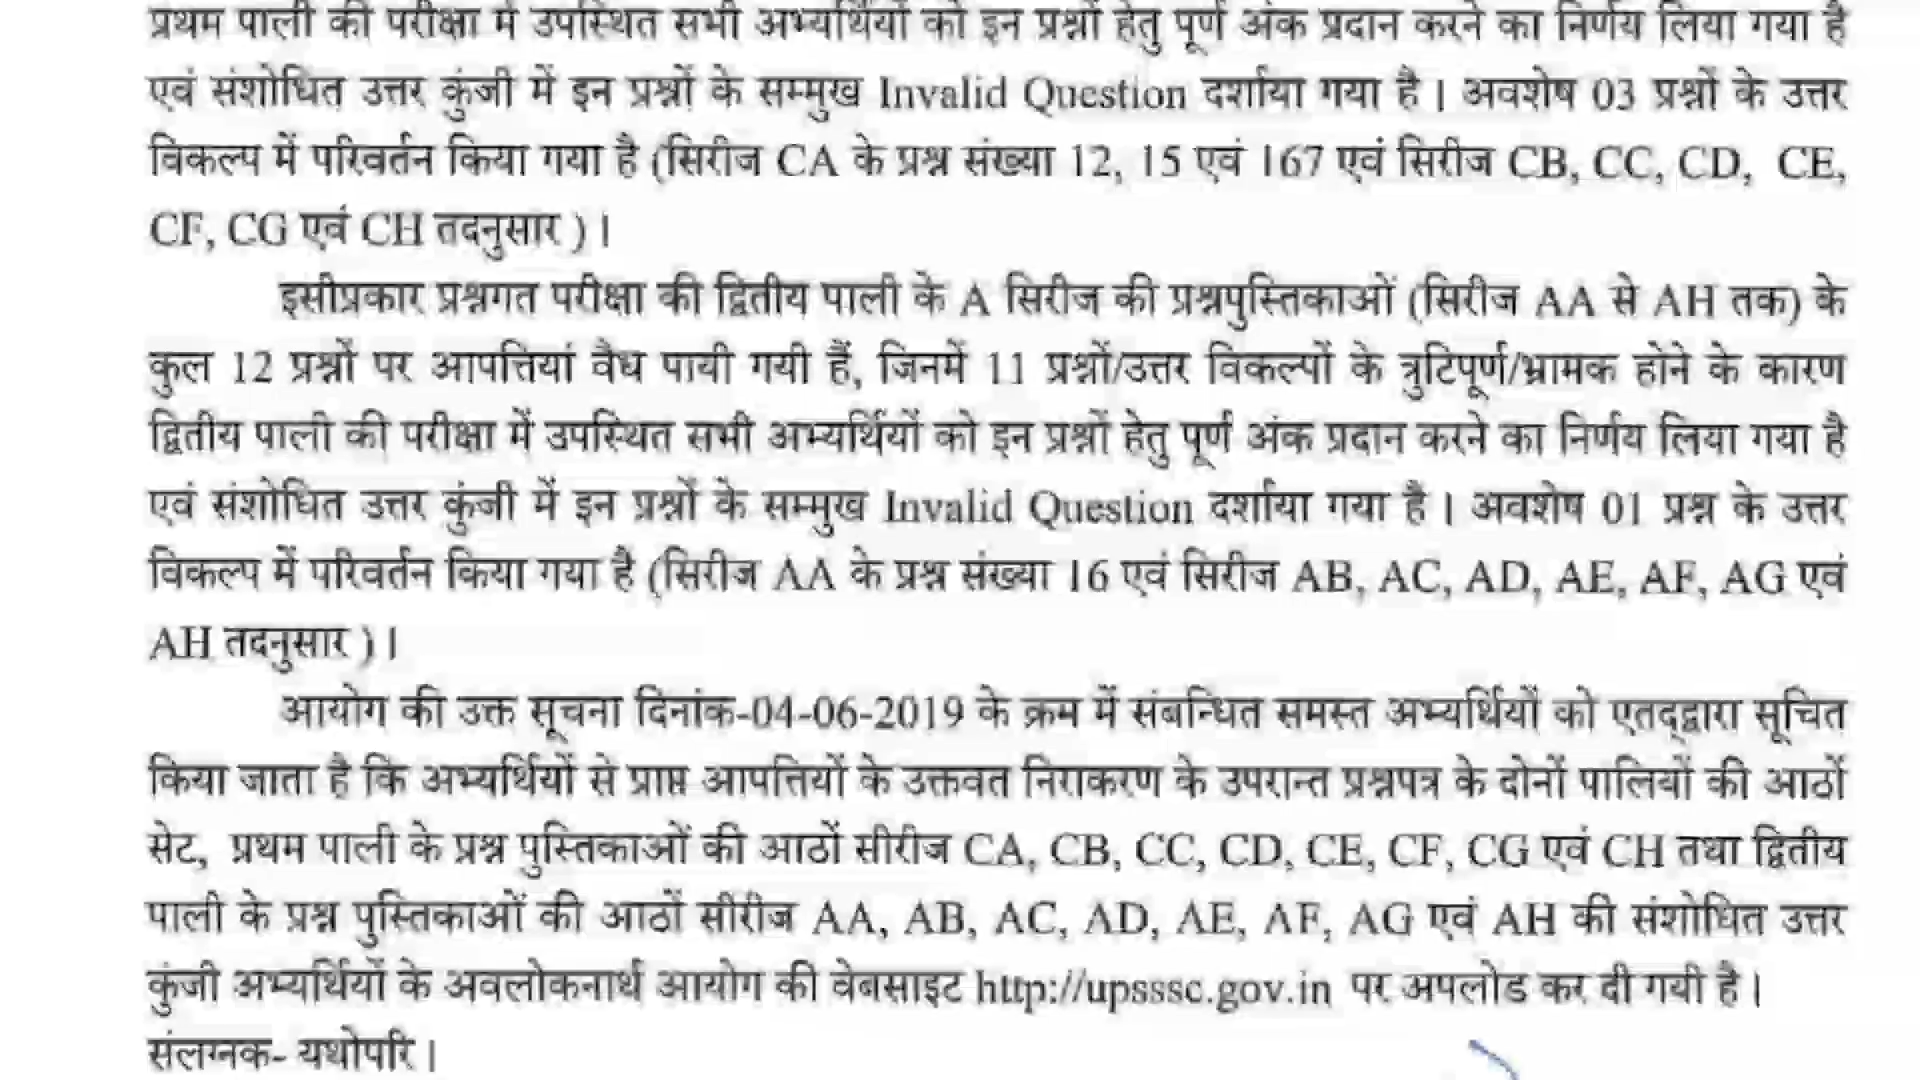 प्रथम पाली की परीक्षा में उपस्थित सभी अभ्यर्थियों को इन प्रश्नों हेतु पूर्ण अंक प्रदान करने का निर्णय लिया गया है
एवं संशोधित उत्तर कुंजी में इन प्रश्नों के सम्मुख Invalid Question दर्शाया गया है । अवशेष 03 प्रश्नों के उत्तर
विकल्प में परिवर्तन किया गया है (सिरीज CA के प्रश्न संख्या 12, 15 एवं 167 एवं सिरीज CB, CC, CD, CE,
CF, CG एवं CH तदनुसार ) ।
इसीप्रकार प्रश्नगत परीक्षा की द्वितीय पाली के A सिरीज की प्रश्नपुस्तिकाओं (सिरीज AA से AH तक) के
कुल 12 प्रश्नों पर आपत्तियां वैध पायी गयी हैं, जिनमें 11 प्रश्नों/उत्तर विकल्पों के त्रुटिपूर्ण/भ्रामक होने के कारण
द्वितीय पाली की परीक्षा में उपस्थित सभी अभ्यर्थियों को इन प्रश्नों हेतु पूर्ण अंक प्रदान करने का निर्णय लिया गया है
एवं संशोधित उत्तर कुंजी में इन प्रश्नों के सम्मुख Invalid Question दर्शाया गया है । अवशेष 01 प्रश्न के उत्तर
विकल्प में परिवर्तन किया गया है (सिरीज AA के प्रश्न संख्या 16 एवं सिरीज AB, AC, AD, AE, AF, AG एवं
AH तदनुसार ) ।
आयोग की उक्त सूचना दिनांक-04-06-2019 के क्रम में संबन्धित समस्त अभ्यर्थियों को एतद्द्वारा सूचित
किया जाता है कि अभ्यर्थियों से प्राप्त आपत्तियों के उक्तवत निराकरण के उपरान्त प्रश्नपत्र के दोनों पालियों की आठों
सेट, प्रथम पाली के प्रश्न पुस्तिकाओं की आठों सीरीज CA, CB, CC, CD, CE, CF, CG एवं CH तथा द्वितीय
पाली के प्रश्न पुस्तिकाओं की आठों सीरीज AA, AB, AC, AD, AE, AF, AG एवं AH की संशोधित उत्तर
कुंजी अभ्यर्थियों के अवलोकनार्थ आयोग की वेबसाइट http://upsssc.gov.in पर अपलोड कर दी गयी है ।
संलग्नक- यथोपरि ।